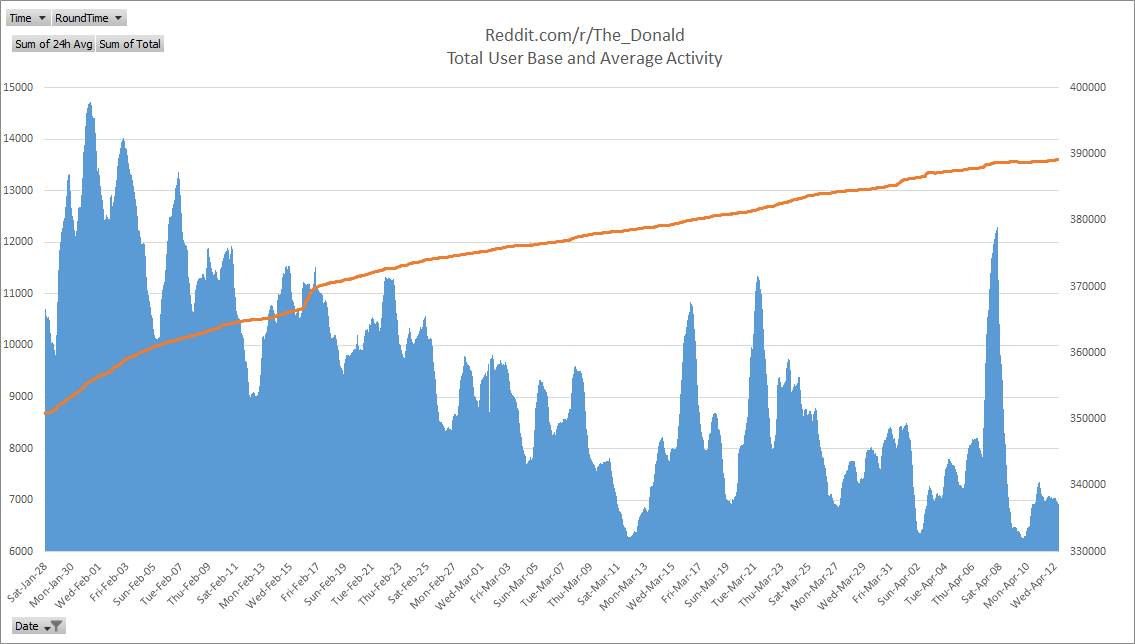 Time RoundTime
Sum of 24h Avg Sum of Total
Reddit.com/r/The_Donald
Total User Base and Average Activity
15000 400000
14000 390000
13000 380000
12000 370000
11000 360000
10000 350000
9000 340000
8000 330000
7000
6000
Sat-Jan-28 Mon-Jan-30 Wed-Feb-01 Fri-Feb-03 Sun-Feb-05 Tue-Feb-07 Thu-Feb-09 Sat-Feb-11 Mon-Feb-13 Wed-Feb-15 Fri-Feb-17 Sun-Feb-19 Tue-Feb-21 Thu-Feb-23 Sat-Feb-25 Mon-Feb-27 Wed-Mar-01 Fri-Mar-03 Sun-Mar-05 Tue-Mar-07 Thu-Mar-09 Sat-Mar-11 Mon-Mar-13 Wed-Mar-15 Fri-Mar-17 Sun-Mar-19 Tue-Mar-21 Thu-Mar-23 Sat-Mar-25 Mon-Mar-27 Wed-Mar-29 Fri-Mar-31 Sun-Apr-02 Tue-Apr-04 Thu-Apr-06 Sat-Apr-08 Mon-Apr-10 Wed-Apr-12
Date